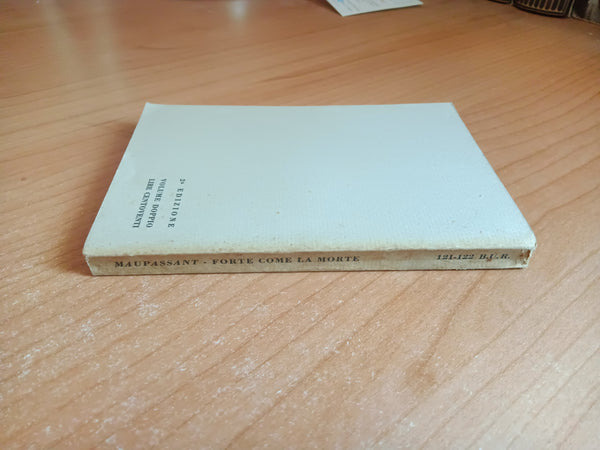 2ª EDIZIONE
VOLUME DOPPIO
LIRE CENTOVENTI
MAUPASSANT - FORTE COME LA MORTE
121-122 B.U.R.